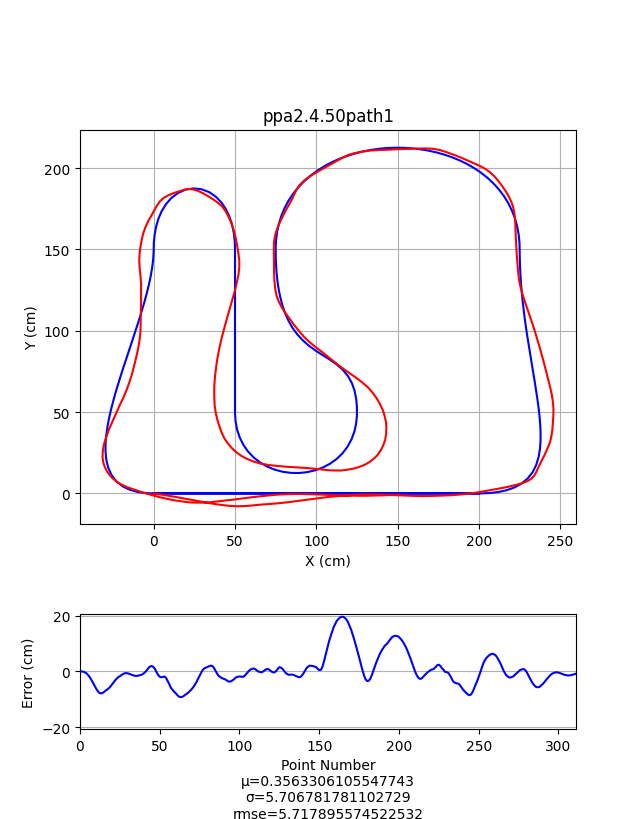 ppa2.4.50path1
200
150
100
50
0
Y (cm)
0 50 100 150 200 250
X (cm)
20
0
−20
Error (cm)
0 50 100 150 200 250 300
Point Number
μ=0.3563306105547743
σ=5.706781781102729
rmse=5.717895574522532